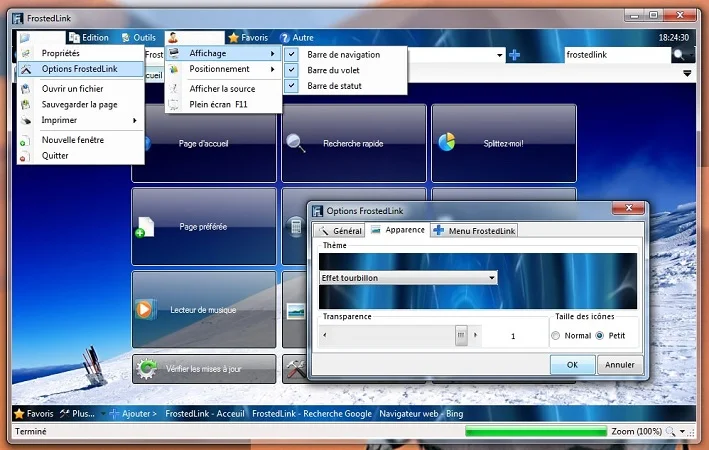 FrostedLink
Edition
Outils
Favoris
Autre
18:24:30
Propriétés
Options FrostedLink
Ouvrir un fichier
Sauvegarder la page
Imprimer
Nouvelle fenêtre
Quitter
Affichage
Positionnement
Afficher la source
Plein écran F11
Barre de navigation
Barre du volet
Barre de statut
frostedlink
cueil
Page d'accueil
Recherche rapide
Splittez-moi!
Page préférée
Lecteur de musique
Vérifier les mises à jour
Options FrostedLink
Général
Apparence
Menu FrostedLink
Thème
Effet tourbillon
Transparence
1
Taille des icônes
Normal
Petit
OK
Annuler
Favoris
Plus...
Ajouter >
FrostedLink - Acceuil
FrostedLink - Recherche Google
Navigateur web - Bing
Terminé
Zoom (100%)